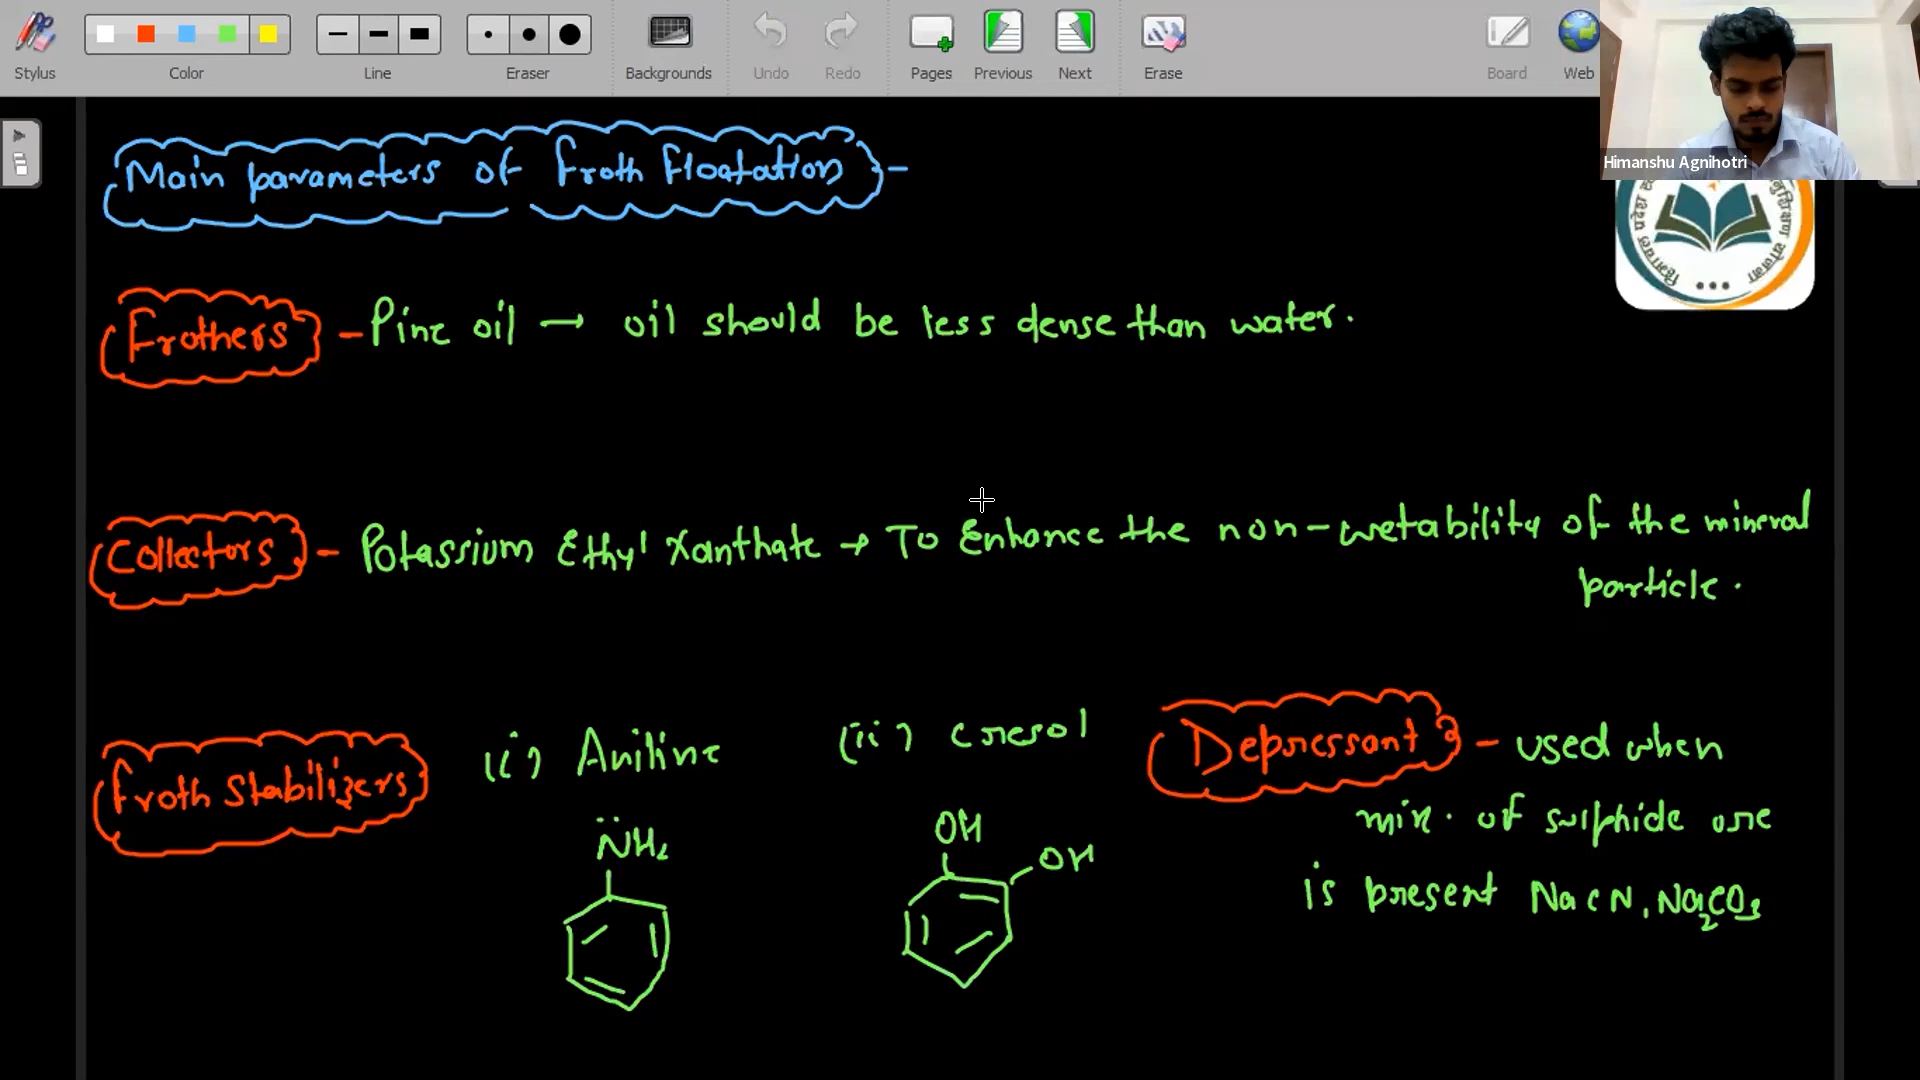 Stylus
Color
Line
Eraser
Backgrounds
Undo
Redo
Pages
Previous
Next
Erase
Board
Web
Himanshu Agnihotri
Main parameters of Froth Floatation -
Frothers - Pine oil → oil should be less dense than water.
Collectors - Potassium Ethyl Xanthate → To Enhance the non-wetability of the mineral
particle.
Froth Stabilizers (i) Aniline (ii) Cresol Depressant - used when
mix. of sulphide ore
is present NaCN, Na2CO3
N̈H2
OH
OH